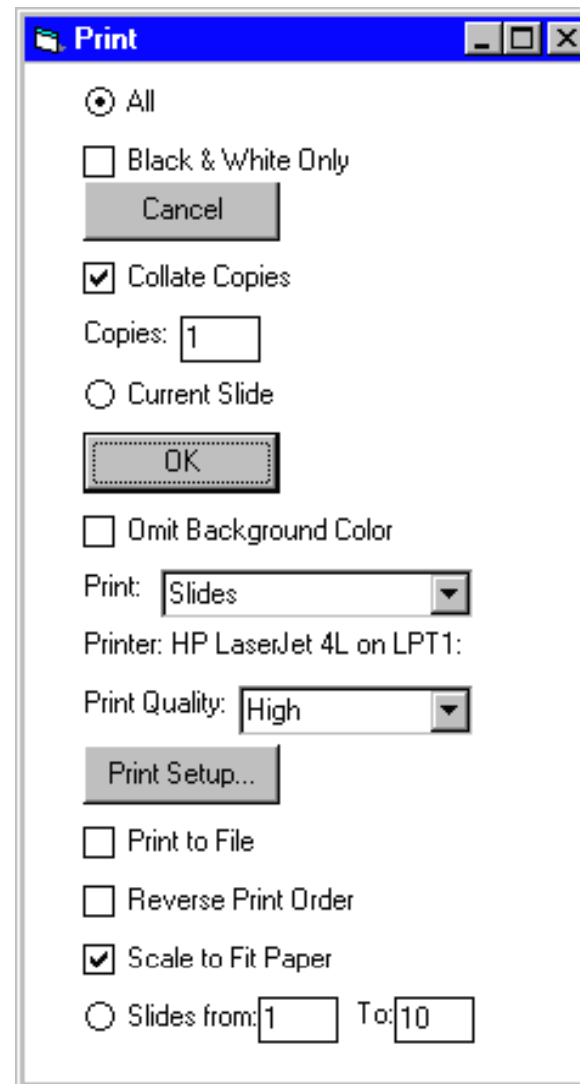 Print
All
Black & White Only
Cancel
Collate Copies
Copies: 1
Current Slide
OK
Omit Background Color
Print: Slides
Printer: HP LaserJet 4L on LPT1:
Print Quality: High
Print Setup...
Print to File
Reverse Print Order
Scale to Fit Paper
Slides from: 1 To: 10